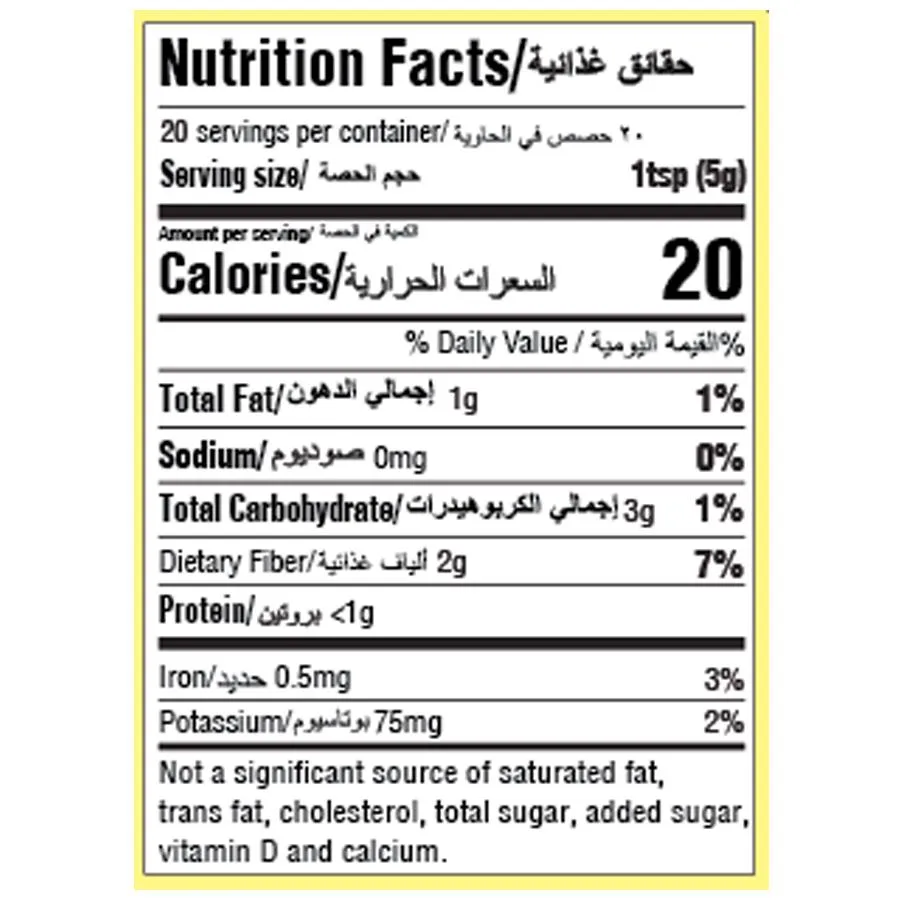 Nutrition Facts/حقائق غذائية
20 servings per container/ ٢٠ حصص في الحاوية
Serving size/ حجم الحصة 1tsp (5g)
Amount per serving/ الكمية في الحصة
Calories/السعرات الحرارية 20
% Daily Value / القيمة اليومية%
Total Fat/إجمالي الدهون 1g 1%
Sodium/صوديوم 0mg 0%
Total Carbohydrate/إجمالي الكربوهيدرات 3g 1%
Dietary Fiber/ألياف غذائية 2g 7%
Protein/بروتين <1g
Iron/حديد 0.5mg 3%
Potassium/بوتاسيوم 75mg 2%
Not a significant source of saturated fat,
trans fat, cholesterol, total sugar, added sugar,
vitamin D and calcium.